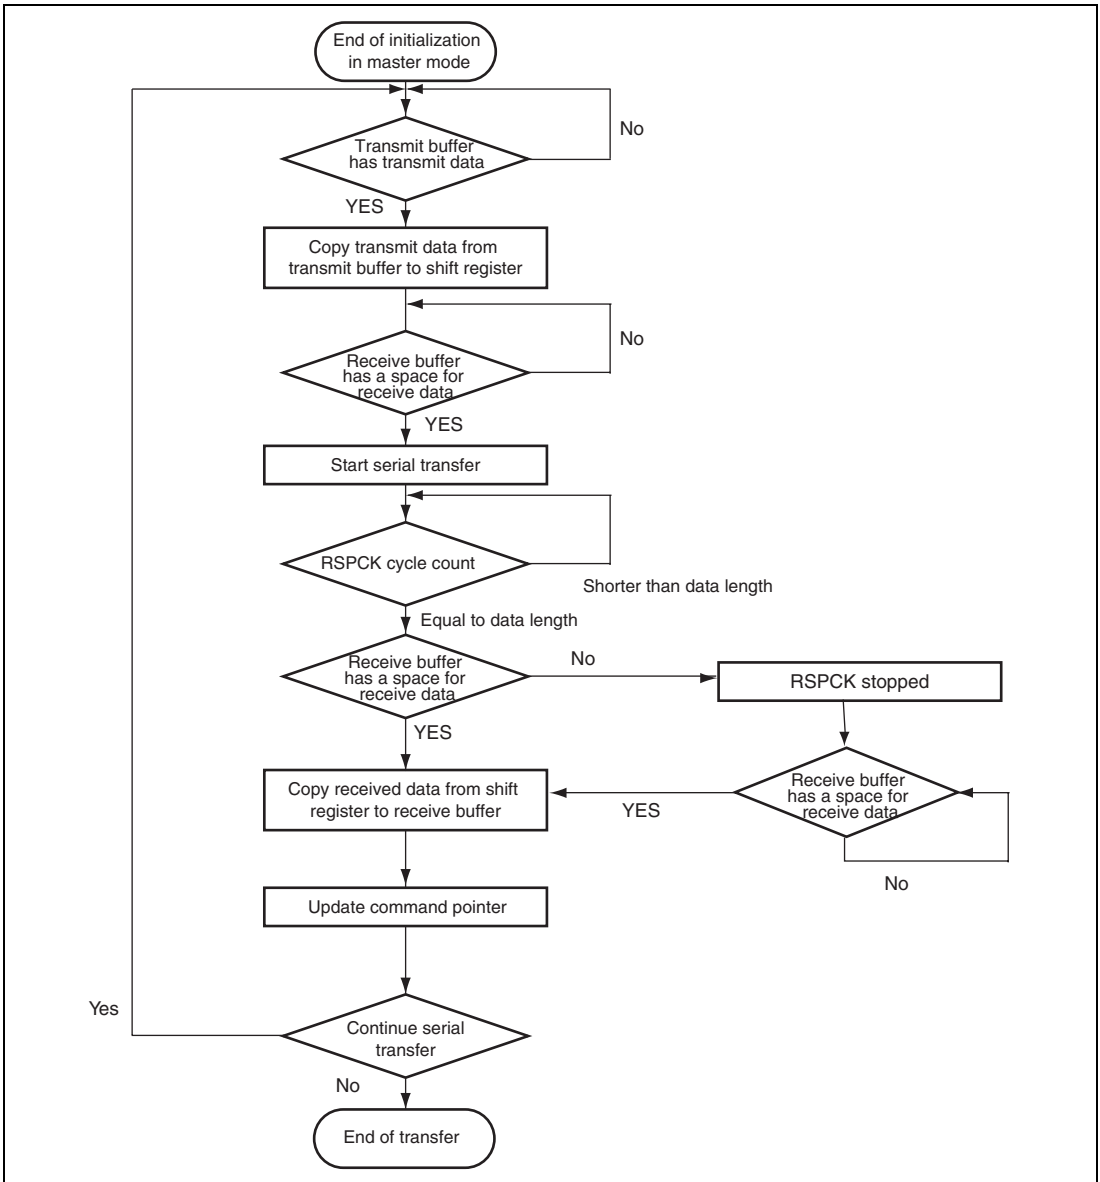 End of initialization
in master mode
No
Transmit buffer
has transmit data
YES
Copy transmit data from
transmit buffer to shift register
No
Receive buffer
has a space for
receive data
YES
Start serial transfer
RSPCK cycle count
Shorter than data length
Equal to data length
Receive buffer
has a space for
receive data
No
RSPCK stopped
YES
Copy received data from shift
register to receive buffer
YES
Receive buffer
has a space for
receive data
No
Update command pointer
Yes
Continue serial
transfer
No
End of transfer